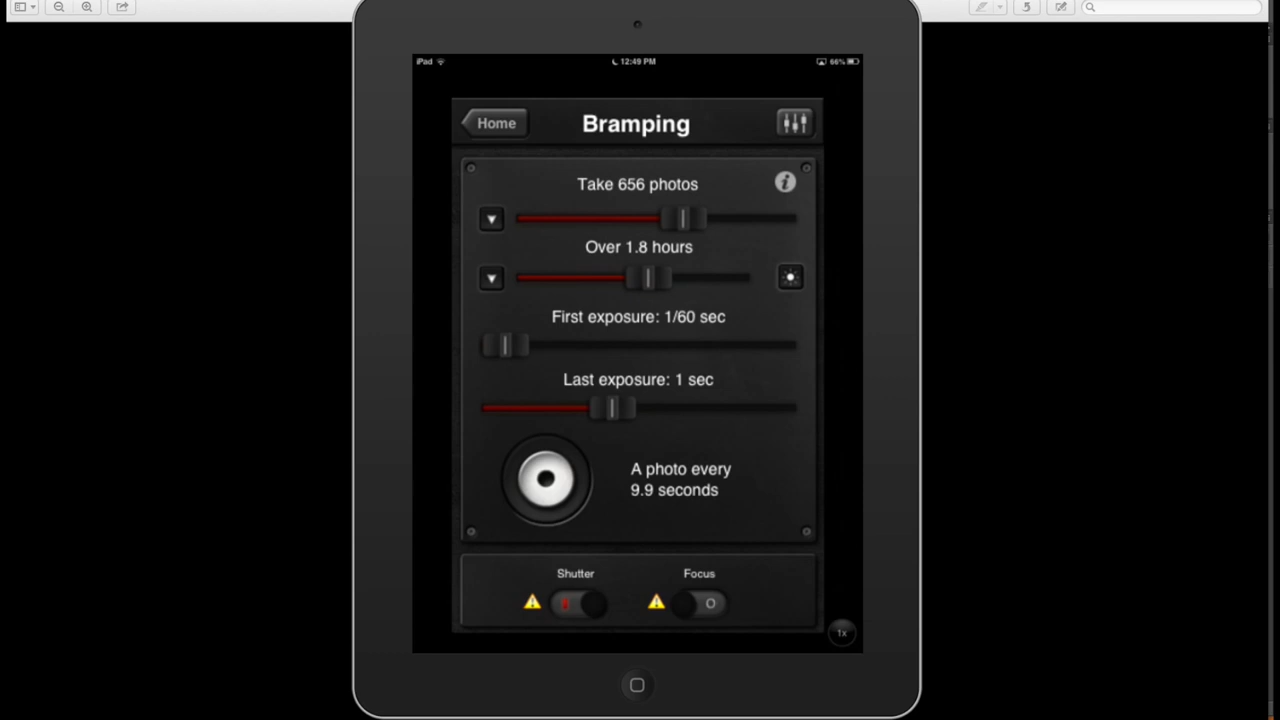 5
iPad
12:49 PM
66%
Home
Bramping
Take 656 photos
i
Over 1.8 hours
First exposure: 1/60 sec
Last exposure: 1 sec
A photo every
9.9 seconds
Shutter
Focus
1x